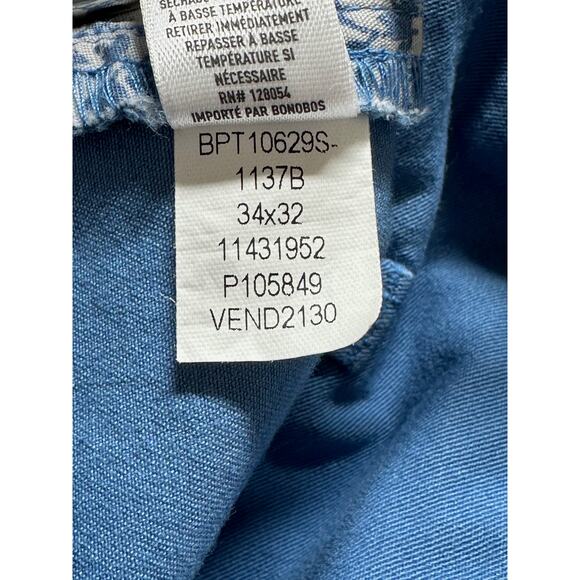 À BASSE TEMPÉRATURE
RETIRER IMMÉDIATEMENT
REPASSER À BASSE
TEMPÉRATURE SI
NÉCESSAIRE
RN# 128054
IMPORTÉ PAR BONOBOS
BPT10629S-
1137B
34x32
11431952
P105849
VEND2130